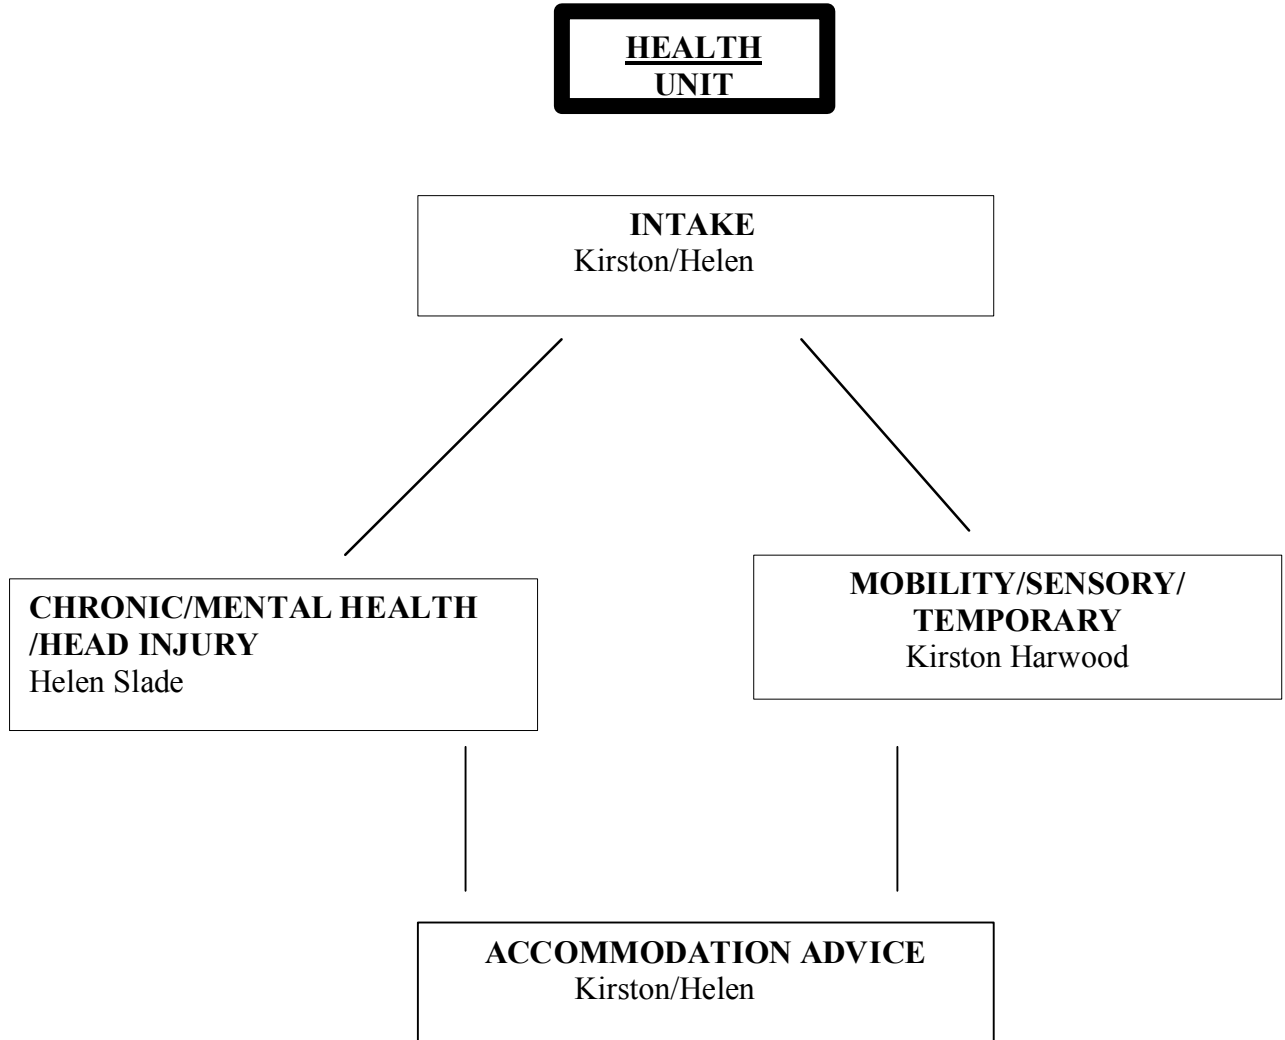 HEALTH
UNIT
INTAKE
Kirston/Helen
CHRONIC/MENTAL HEALTH
/HEAD INJURY
Helen Slade
MOBILITY/SENSORY/
TEMPORARY
Kirston Harwood
ACCOMMODATION ADVICE
Kirston/Helen